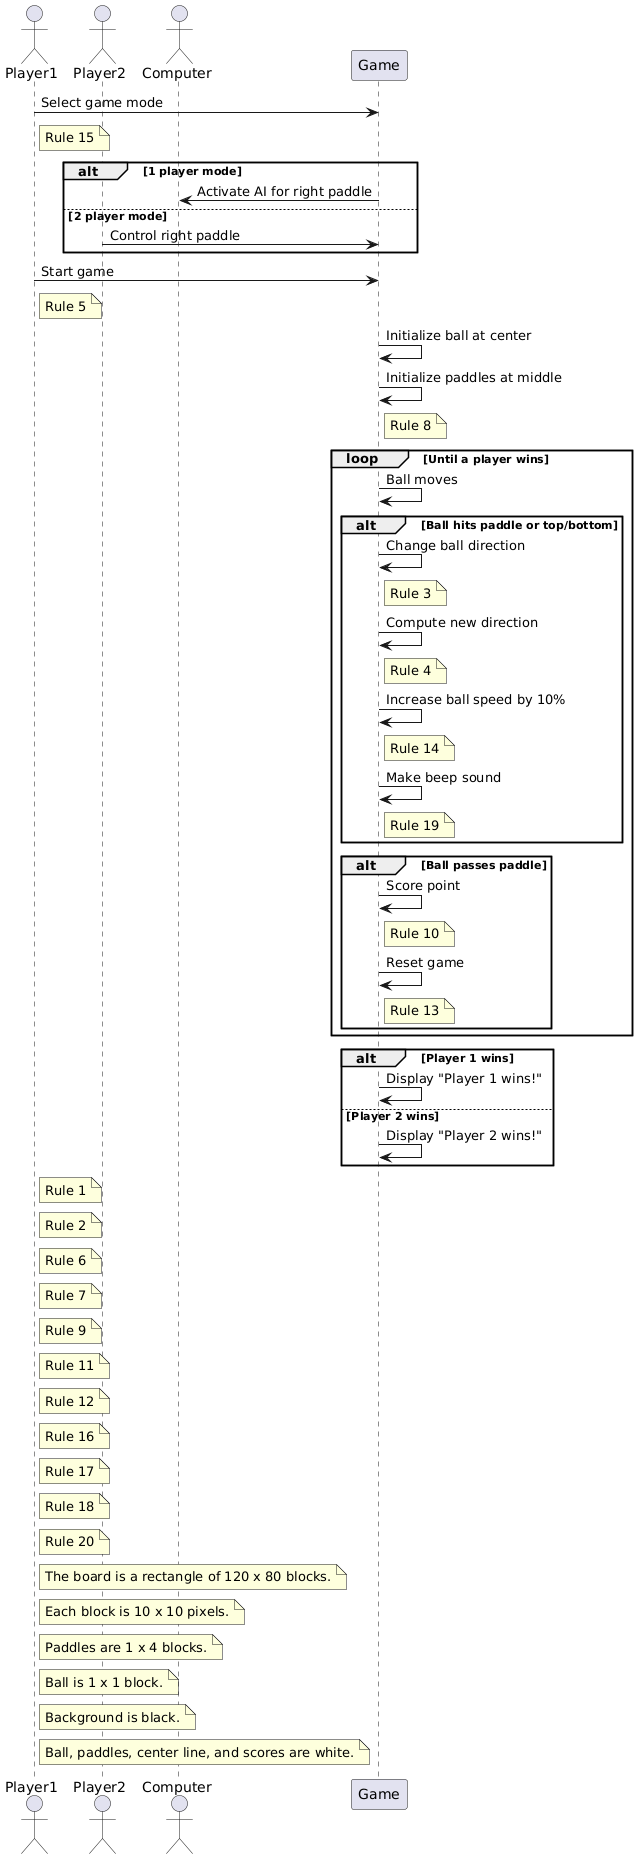 Player1 Player2 Computer
Game
Select game mode
Rule 15
alt [1 player mode]
Activate AI for right paddle
[2 player mode]
Control right paddle
Start game
Rule 5
Initialize ball at center
Initialize paddles at middle
Rule 8
loop [Until a player wins]
Ball moves
alt [Ball hits paddle or top/bottom]
Change ball direction
Rule 3
Compute new direction
Rule 4
Increase ball speed by 10%
Rule 14
Make beep sound
Rule 19
alt [Ball passes paddle]
Score point
Rule 10
Reset game
Rule 13
alt [Player 1 wins]
Display "Player 1 wins!"
[Player 2 wins]
Display "Player 2 wins!"
Rule 1
Rule 2
Rule 6
Rule 7
Rule 9
Rule 11
Rule 12
Rule 16
Rule 17
Rule 18
Rule 20
The board is a rectangle of 120 x 80 blocks.
Each block is 10 x 10 pixels.
Paddles are 1 x 4 blocks.
Ball is 1 x 1 block.
Background is black.
Ball, paddles, center line, and scores are white.
Player1 Player2 Computer
Game